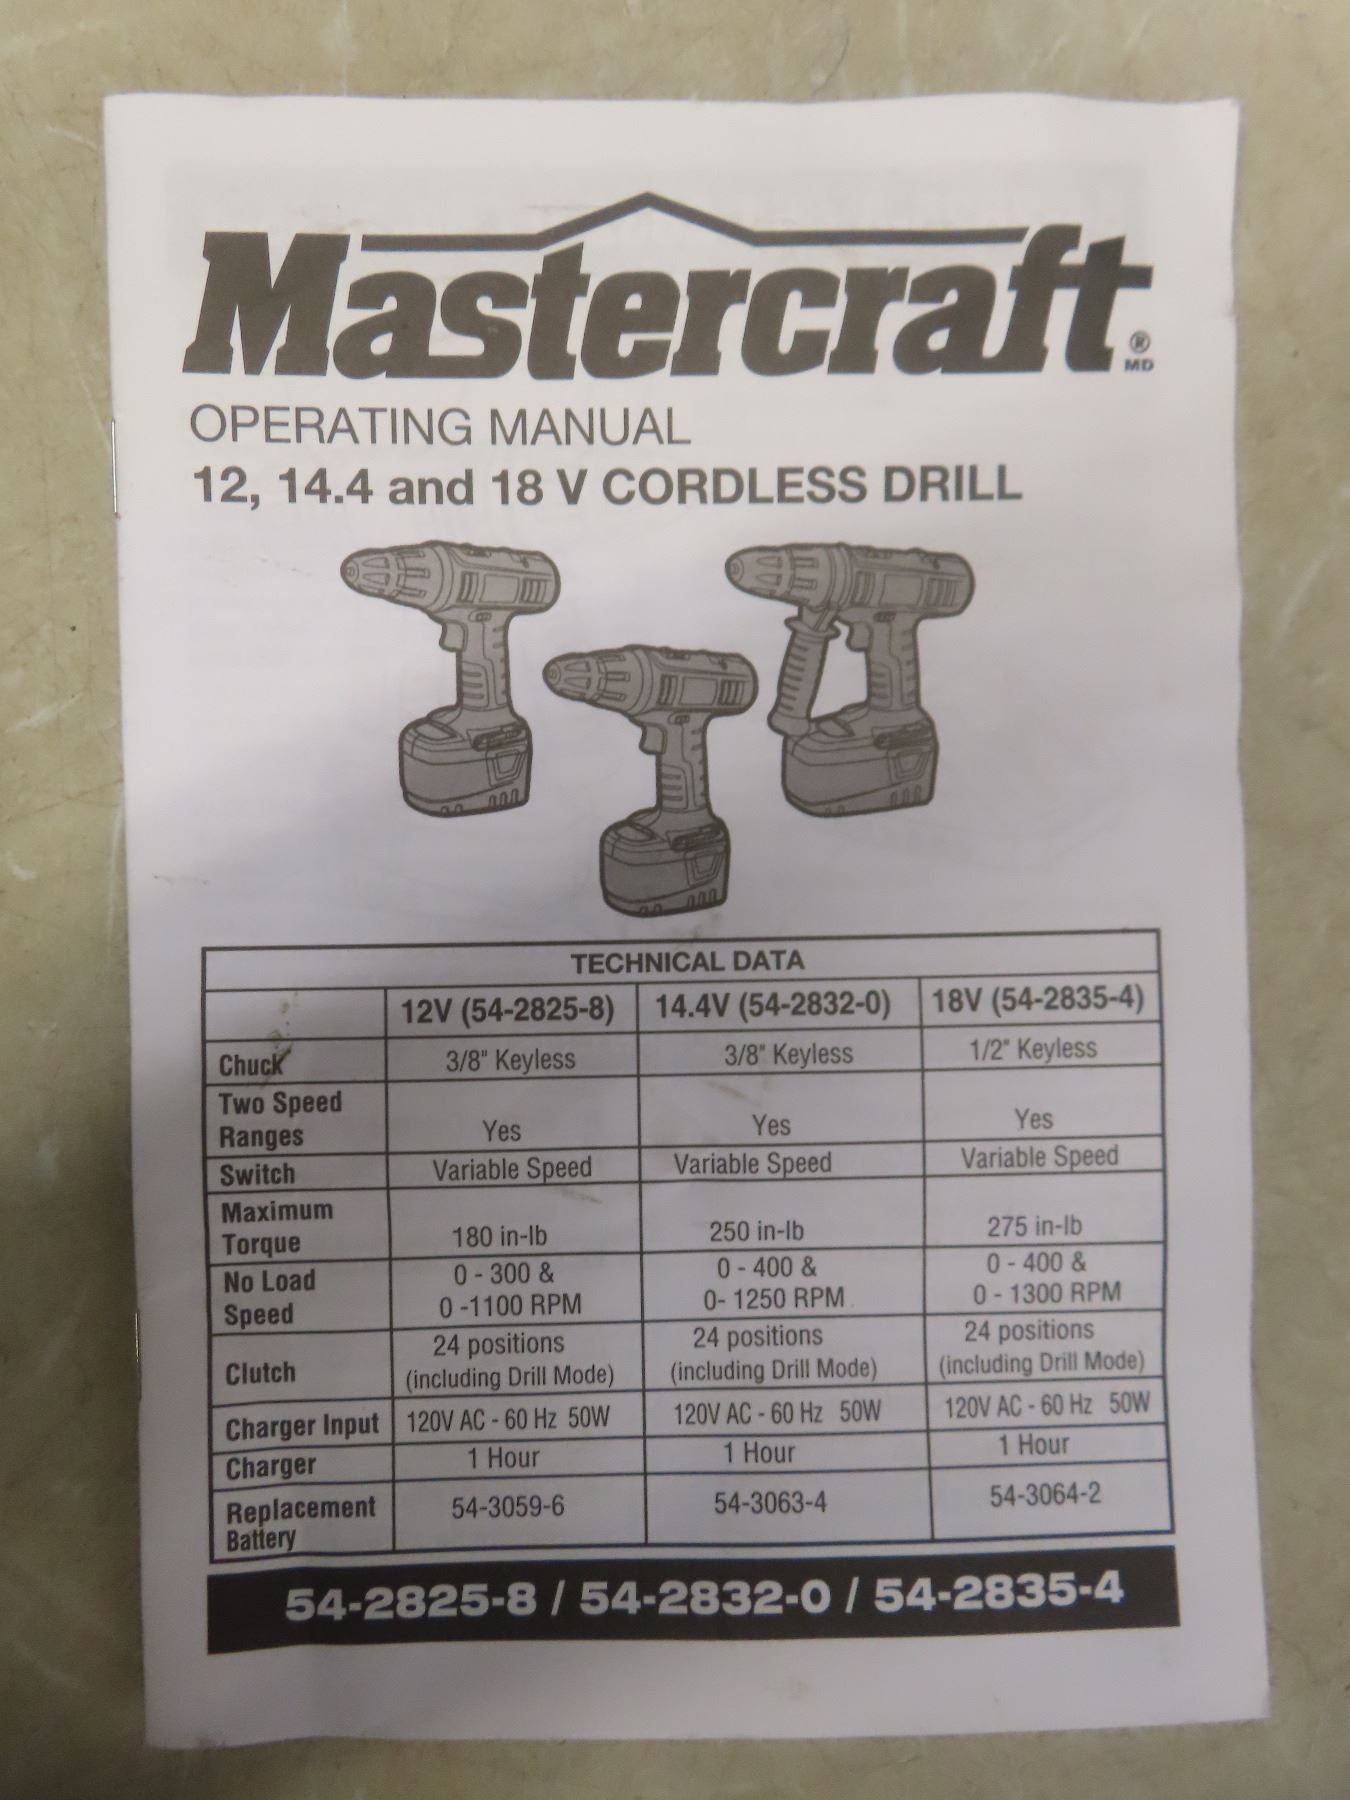 Mastercraft ®
MD
OPERATING MANUAL
12, 14.4 and 18 V CORDLESS DRILL
TECHNICAL DATA
12V (54-2825-8) 14.4V (54-2832-0) 18V (54-2835-4)
Chuck 3/8" Keyless 3/8" Keyless 1/2" Keyless
Two Speed
Ranges Yes Yes Yes
Switch Variable Speed Variable Speed Variable Speed
Maximum
Torque 180 in-lb 250 in-lb 275 in-lb
No Load 0 - 300 & 0 - 400 & 0 - 400 &
Speed 0 -1100 RPM 0- 1250 RPM 0 - 1300 RPM
24 positions 24 positions 24 positions
Clutch (including Drill Mode) (including Drill Mode) (including Drill Mode)
Charger Input 120V AC - 60 Hz 50W 120V AC - 60 Hz 50W 120V AC - 60 Hz 50W
Charger 1 Hour 1 Hour 1 Hour
Replacement 54-3059-6 54-3063-4 54-3064-2
Battery
54-2825-8 / 54-2832-0 / 54-2835-4